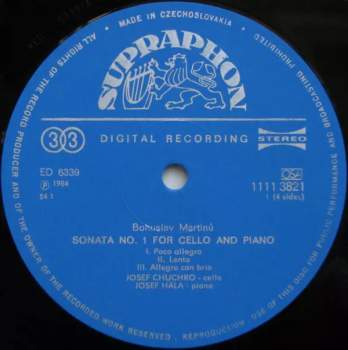 MADE IN CZECHOSLOVAKIA
ALL RIGHTS OF THE RECORD PRODUCER AND OF THE OWNER OF THE RECORDED WORK RESERVED . REPRODUCTION - USE OF THIS DISC FOR PUBLIC PERFORMANCE AND BROADCASTING PROHIBITED
SUPRAPHON
33
DIGITAL RECORDING
STEREO
ED 6339
Ⓟ 1984
1111 3821
1 (4 sides)
Bohuslav Martinů
SONATA NO. 1 FOR CELLO AND PIANO
I. Poco allegro
II. Lento
III. Allegro con brio
JOSEF CHUCHRO - cello
JOSEF HÁLA - piano